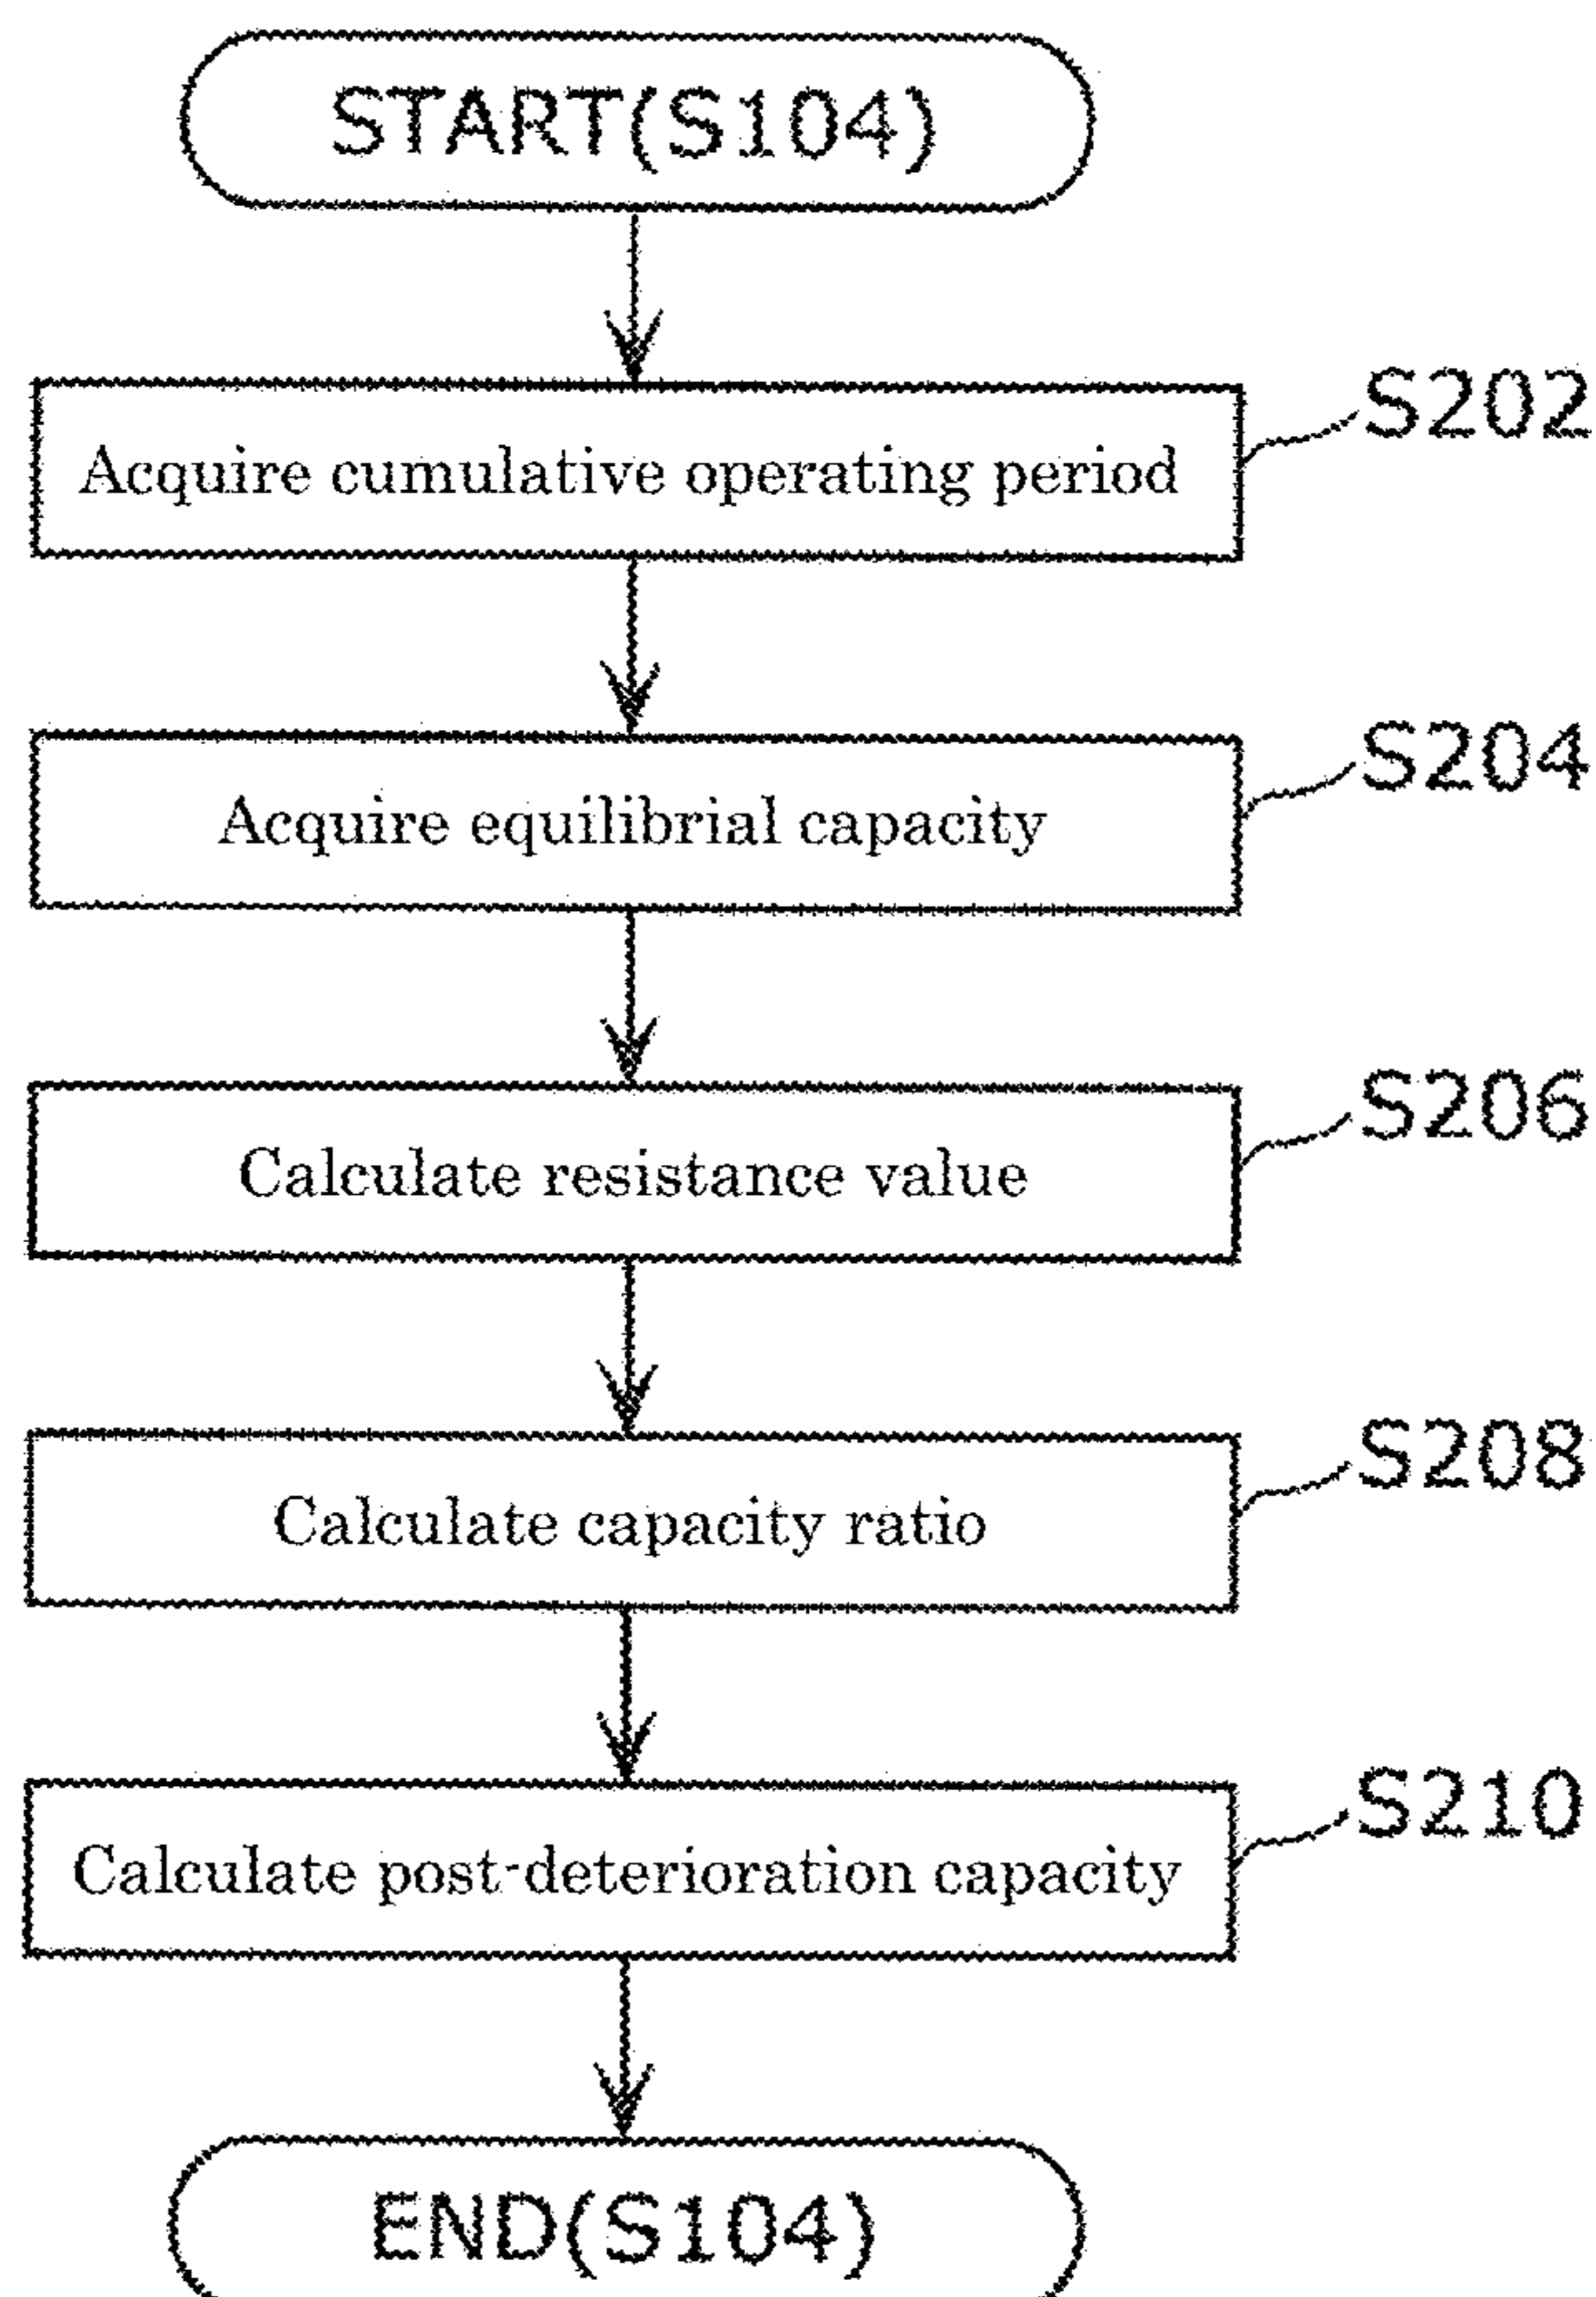 START(S104)
S202
Acquire cumulative operating period
S204
Acquire equilibrial capacity
S206
Calculate resistance value
S208
Calculate capacity ratio
S210
Calculate post-deterioration capacity
END(S104)